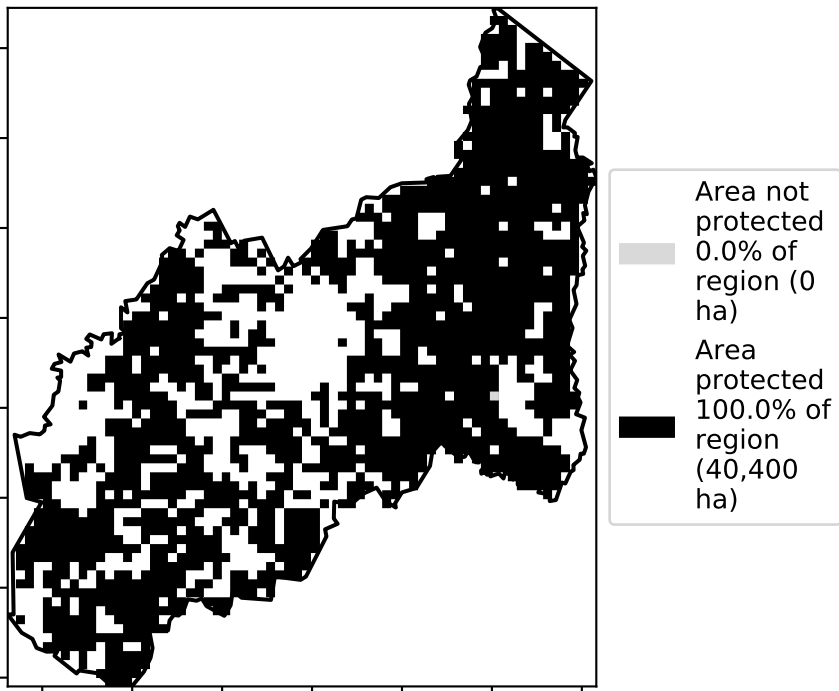 Area not
protected
0.0% of
region (0
ha)
Area
protected
100.0% of
region
(40,400
ha)